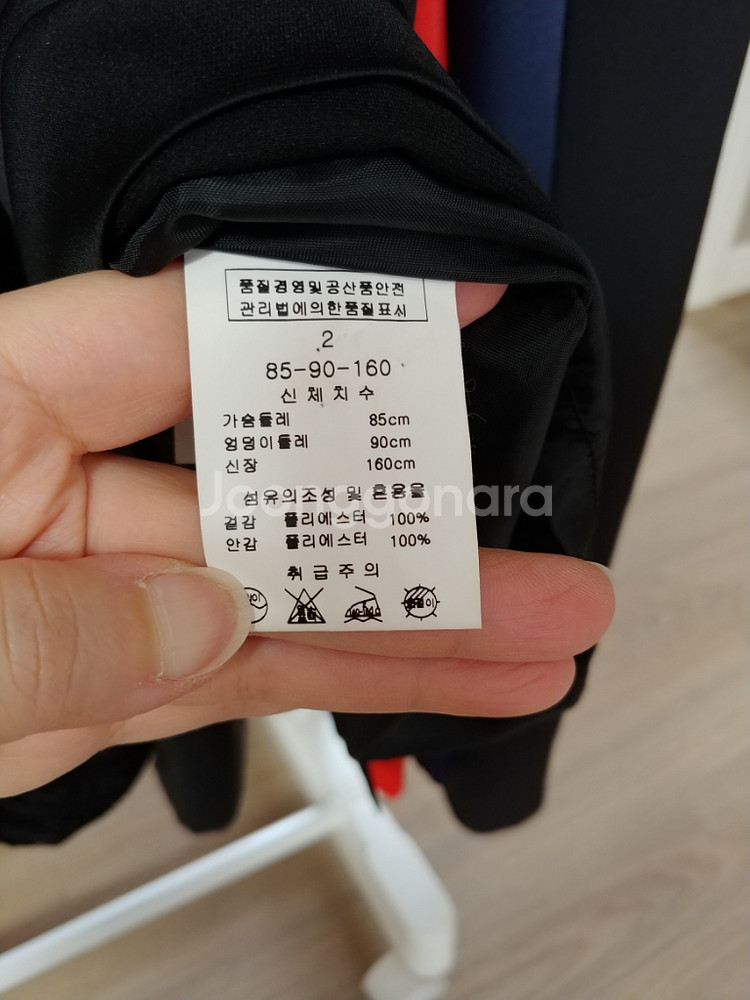 품질경영및공산품안전
관리법에의한품질표시
2
85-90-160
신체치수
가슴둘레 85cm
엉덩이둘레 90cm
신장 160cm
섬유의조성 및 혼용율
Joonggonara
겉감 폴리에스터 100%
안감 폴리에스터 100%
취급주의